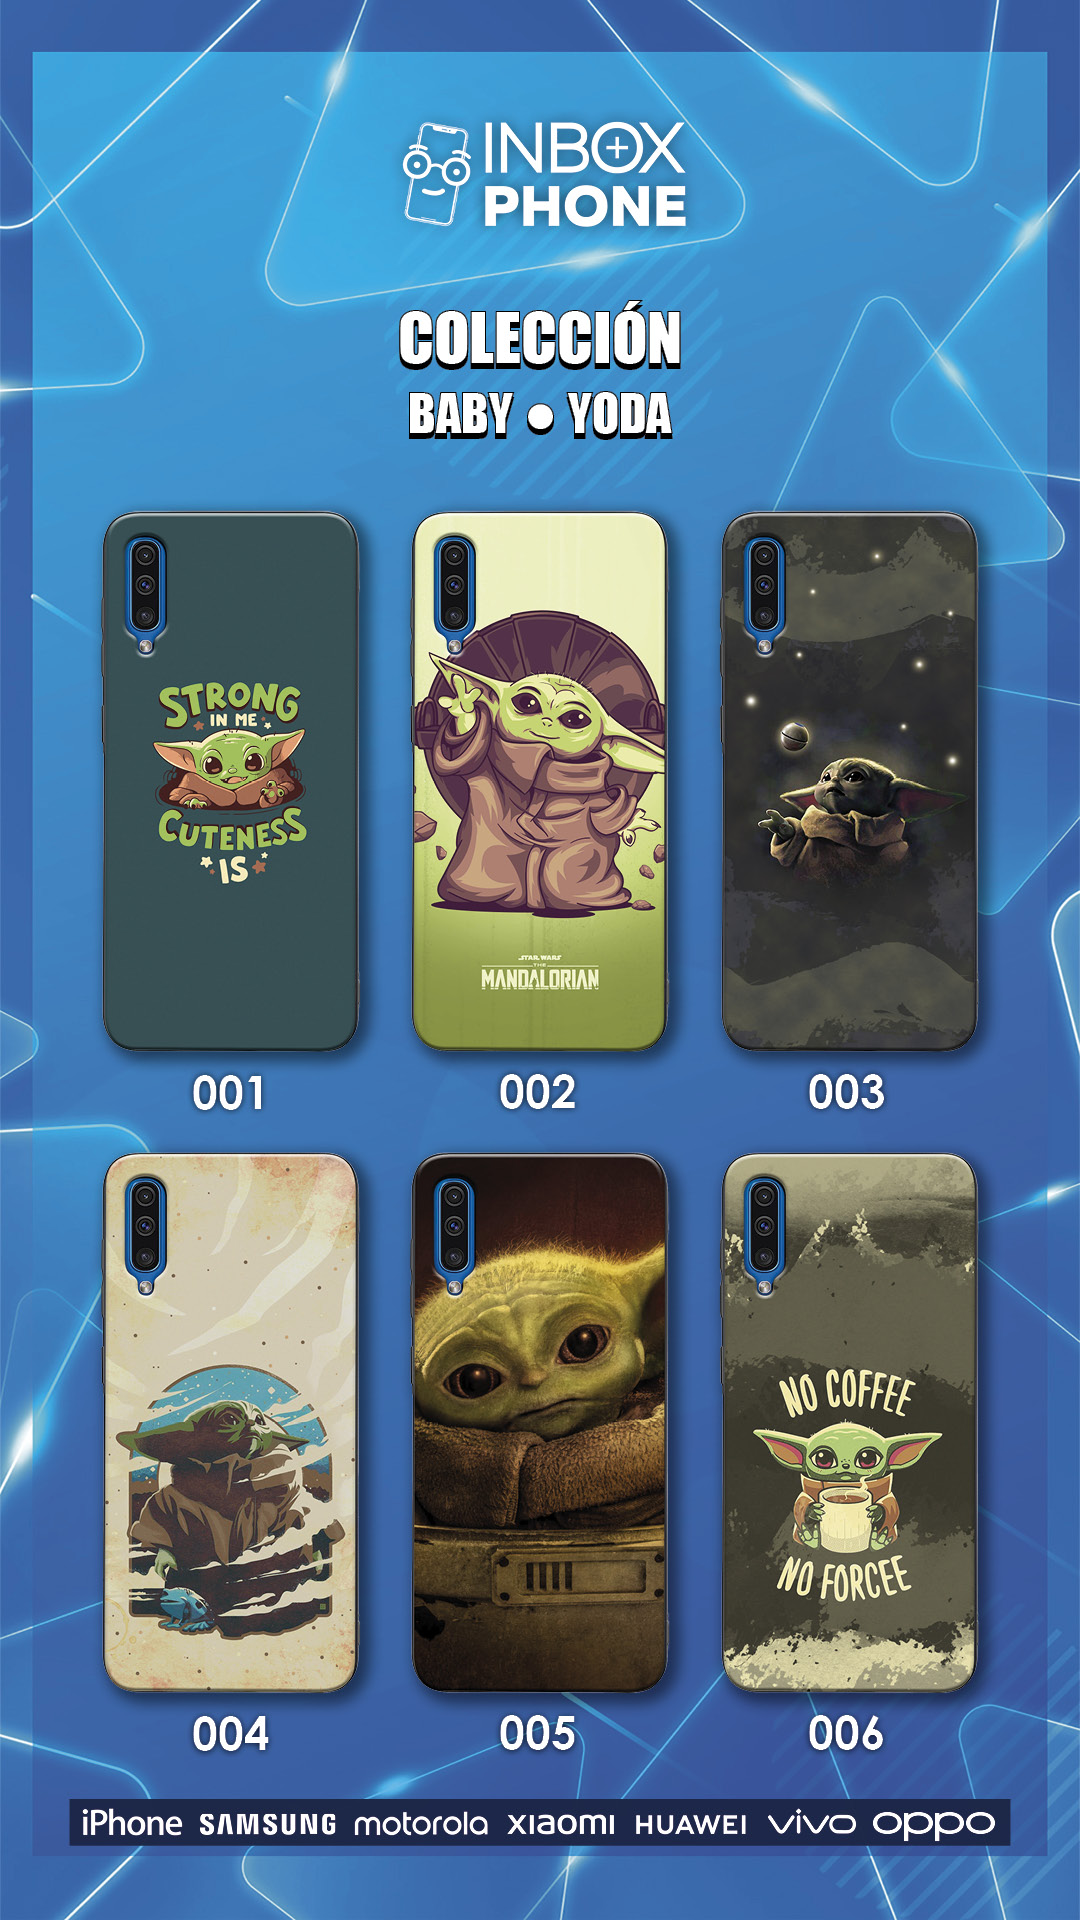 INBOX
PHONE
COLECCIÓN
BABY • YODA
STRONG
IN ME
CUTENESS
IS
STAR WARS
THE
MANDALORIAN
001
002
003
NO COFFEE
NO FORCEE
004
005
006
iPhone SAMSUNG motorola xiaomi HUAWEI vivo oppo